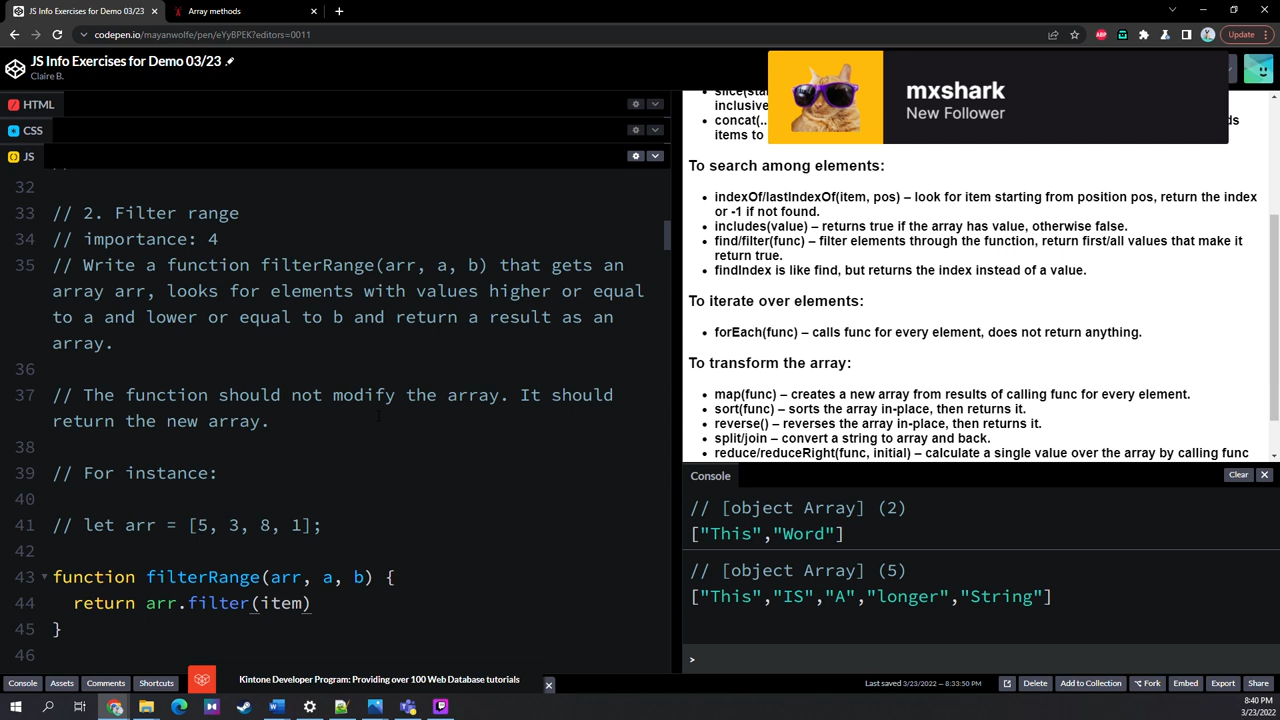 JS Info Exercises for Demo 03/23
Array methods
codepen.io/mayanwolfe/pen/eYyBPEK?editors=0011
Update
JS Info Exercises for Demo 03/23
Claire B.
mxshark
New Follower
HTML
CSS
JS
32
33 // 2. Filter range
34 // importance: 4
35 // Write a function filterRange(arr, a, b) that gets an
array arr, looks for elements with values higher or equal
to a and lower or equal to b and return a result as an
array.
36
37 // The function should not modify the array. It should
return the new array.
38
39 // For instance:
40
41 // let arr = [5, 3, 8, 1];
42
43 function filterRange(arr, a, b) {
44 return arr.filter(item)
45 }
46
inclusive
concat(..
items to
To search among elements:
indexOf/lastIndexOf(item, pos) – look for item starting from position pos, return the index
or -1 if not found.
includes(value) – returns true if the array has value, otherwise false.
find/filter(func) – filter elements through the function, return first/all values that make it
return true.
findIndex is like find, but returns the index instead of a value.
To iterate over elements:
forEach(func) – calls func for every element, does not return anything.
To transform the array:
map(func) – creates a new array from results of calling func for every element.
sort(func) – sorts the array in-place, then returns it.
reverse() – reverses the array in-place, then returns it.
split/join – convert a string to array and back.
reduce/reduceRight(func, initial) – calculate a single value over the array by calling func
Console
Clear
// [object Array] (2)
["This","Word"]
// [object Array] (5)
["This","IS","A","longer","String"]
>
Console Assets Comments Shortcuts
Kintone Developer Program: Providing over 100 Web Database tutorials
Last saved 3/23/2022 — 8:33:50 PM
Delete Add to Collection Fork Embed Export Share
8:40 PM
3/23/2022